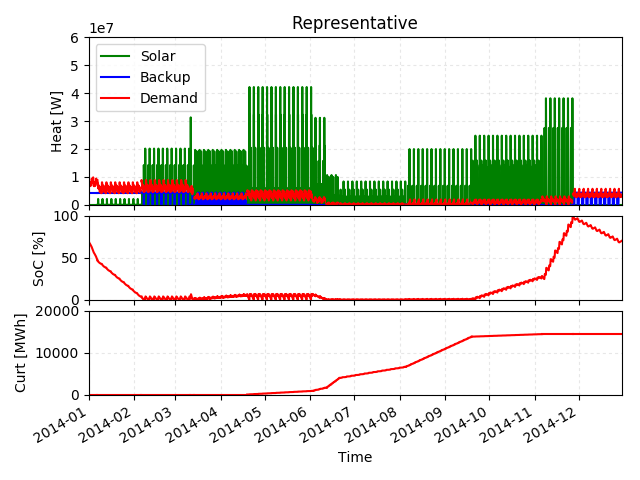 Representative
1e7
6
5
4
3
2
1
0
Heat [W]
Solar
Backup
Demand
100
50
0
SoC [%]
20000
10000
0
Curt [MWh]
2014-01
2014-02
2014-03
2014-04
2014-05
2014-06
2014-07
2014-08
2014-09
2014-10
2014-11
2014-12
Time